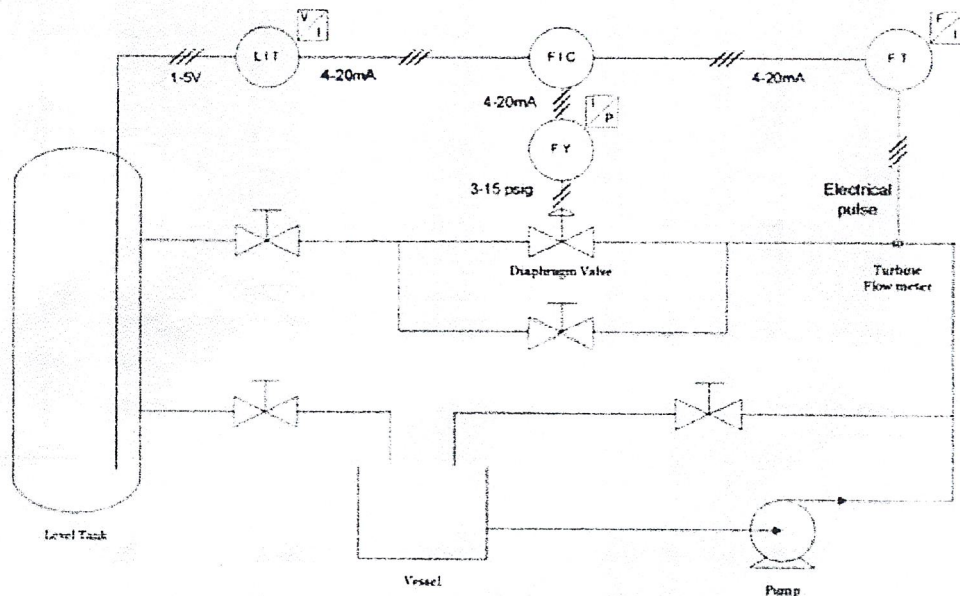 V
I
LIT
FIC
F
I
FT
1-5V
4-20mA
4-20mA
4-20mA
I
P
FY
3-15 psig
Electrical
pulse
Diaphragm Valve
Turbine
Flow meter
Level Tank
Vessel
Pump